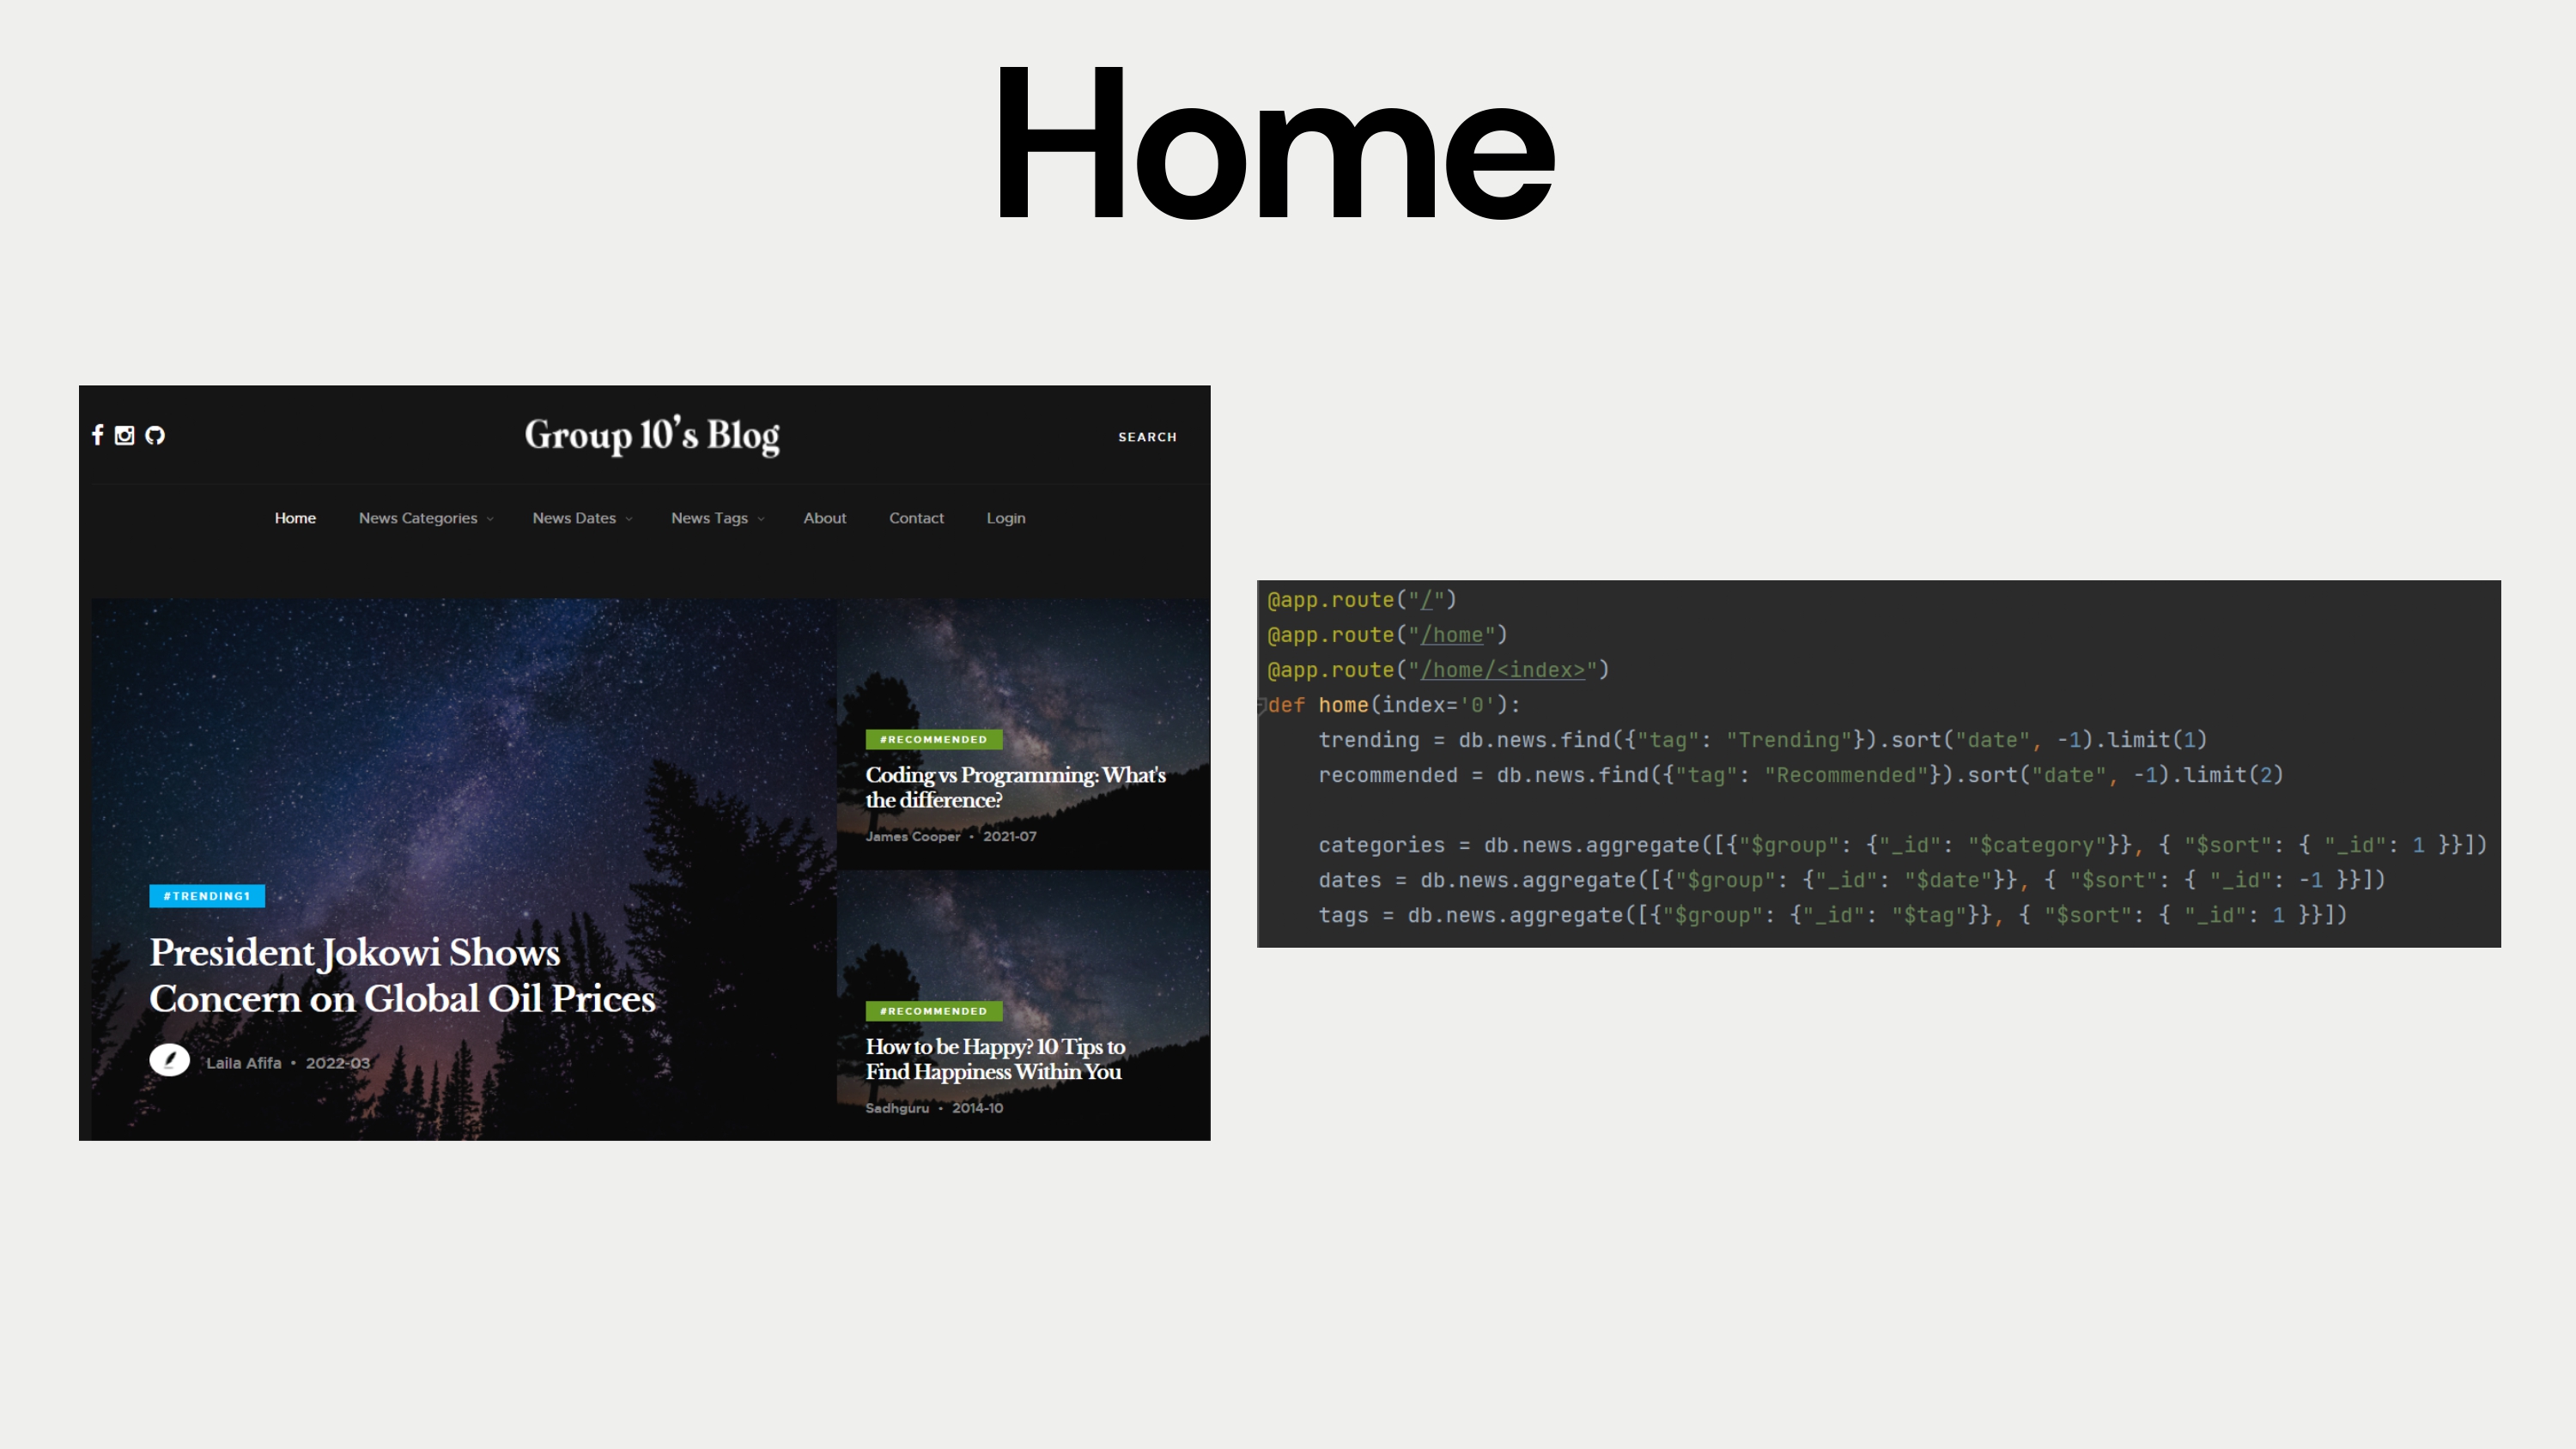 Home
Group 10's Blog
SEARCH
Home News Categories News Dates News Tags About Contact Login
#TRENDING1
President Jokowi Shows
Concern on Global Oil Prices
Laila Afifa • 2022-03
#RECOMMENDED
Coding vs Programming: What's
the difference?
James Cooper • 2021-07
#RECOMMENDED
How to be Happy? 10 Tips to
Find Happiness Within You
Sadhguru • 2014-10
@app.route("/")
@app.route("/home")
@app.route("/home/<index>")
def home(index='0'):
    trending = db.news.find({"tag": "Trending"}).sort("date", -1).limit(1)
    recommended = db.news.find({"tag": "Recommended"}).sort("date", -1).limit(2)
    categories = db.news.aggregate([{"$group": {"_id": "$category"}}, { "$sort": { "_id": 1 }}])
    dates = db.news.aggregate([{"$group": {"_id": "$date"}}, { "$sort": { "_id": -1 }}])
    tags = db.news.aggregate([{"$group": {"_id": "$tag"}}, { "$sort": { "_id": 1 }}])